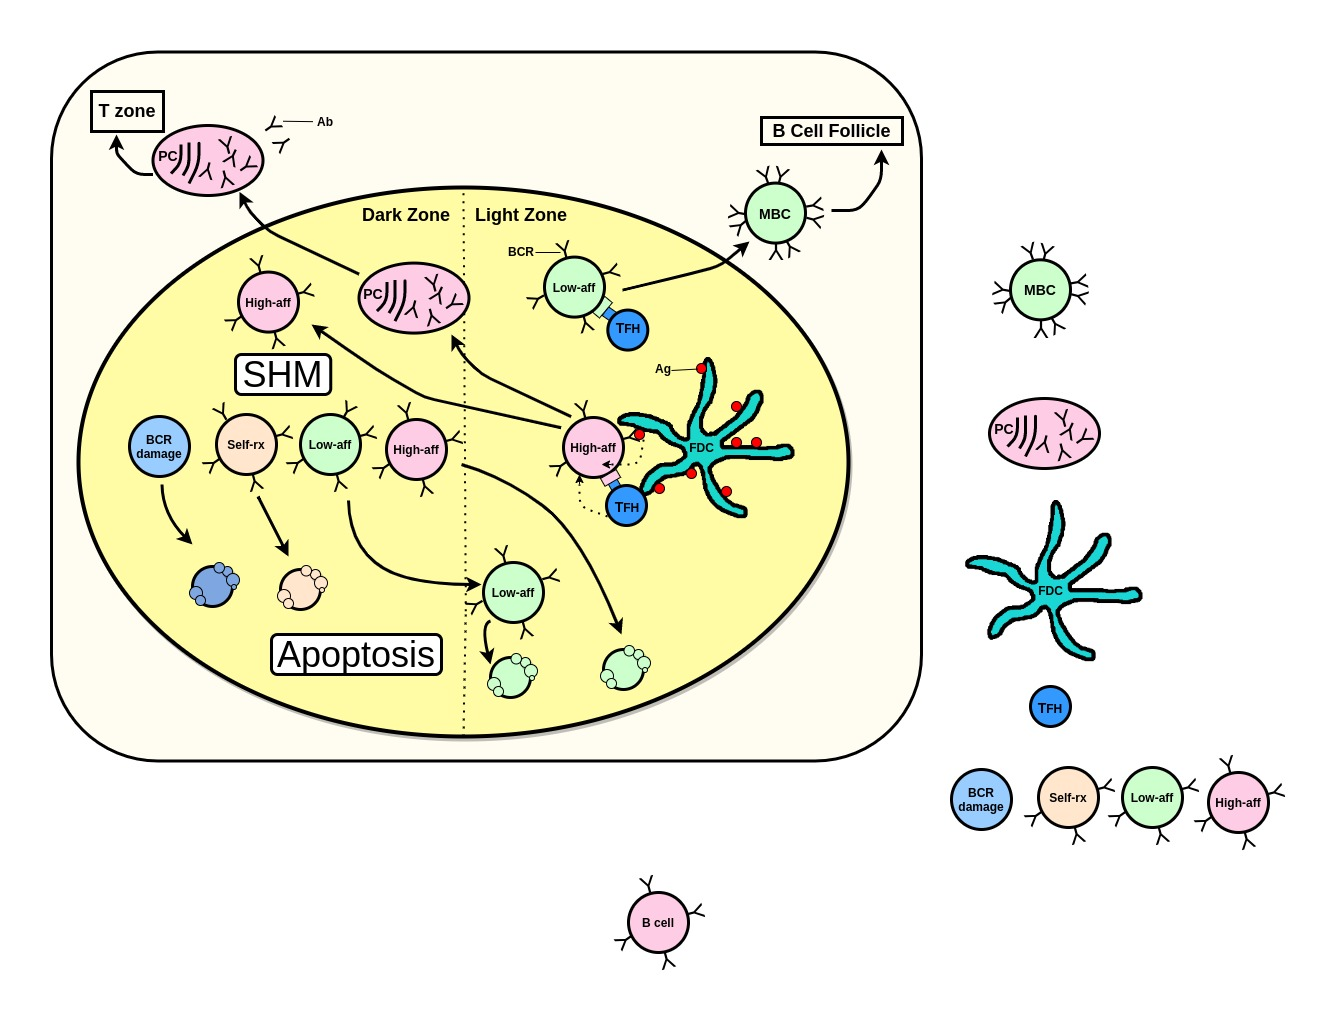 T zone
Ab
B Cell Follicle
PC
MBC
Dark Zone
Light Zone
BCR
High-aff
PC
Low-aff
TFH
SHM
Ag
BCR
damage
Self-rx
Low-aff
High-aff
High-aff
FDC
TFH
Low-aff
Apoptosis
MBC
PC
FDC
TFH
BCR
damage
Self-rx
Low-aff
High-aff
B cell